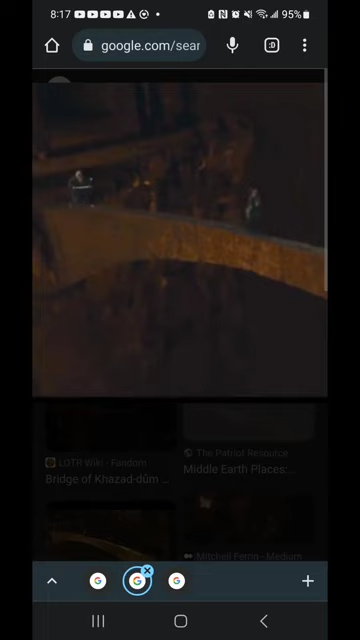 8:17
95%
google.com/sear
:D
LOTR Wiki - Fandom
Bridge of Khazad-dûm ...
The Patriot Resource
Middle Earth Places:...
Mitchell Ferrin - Medium